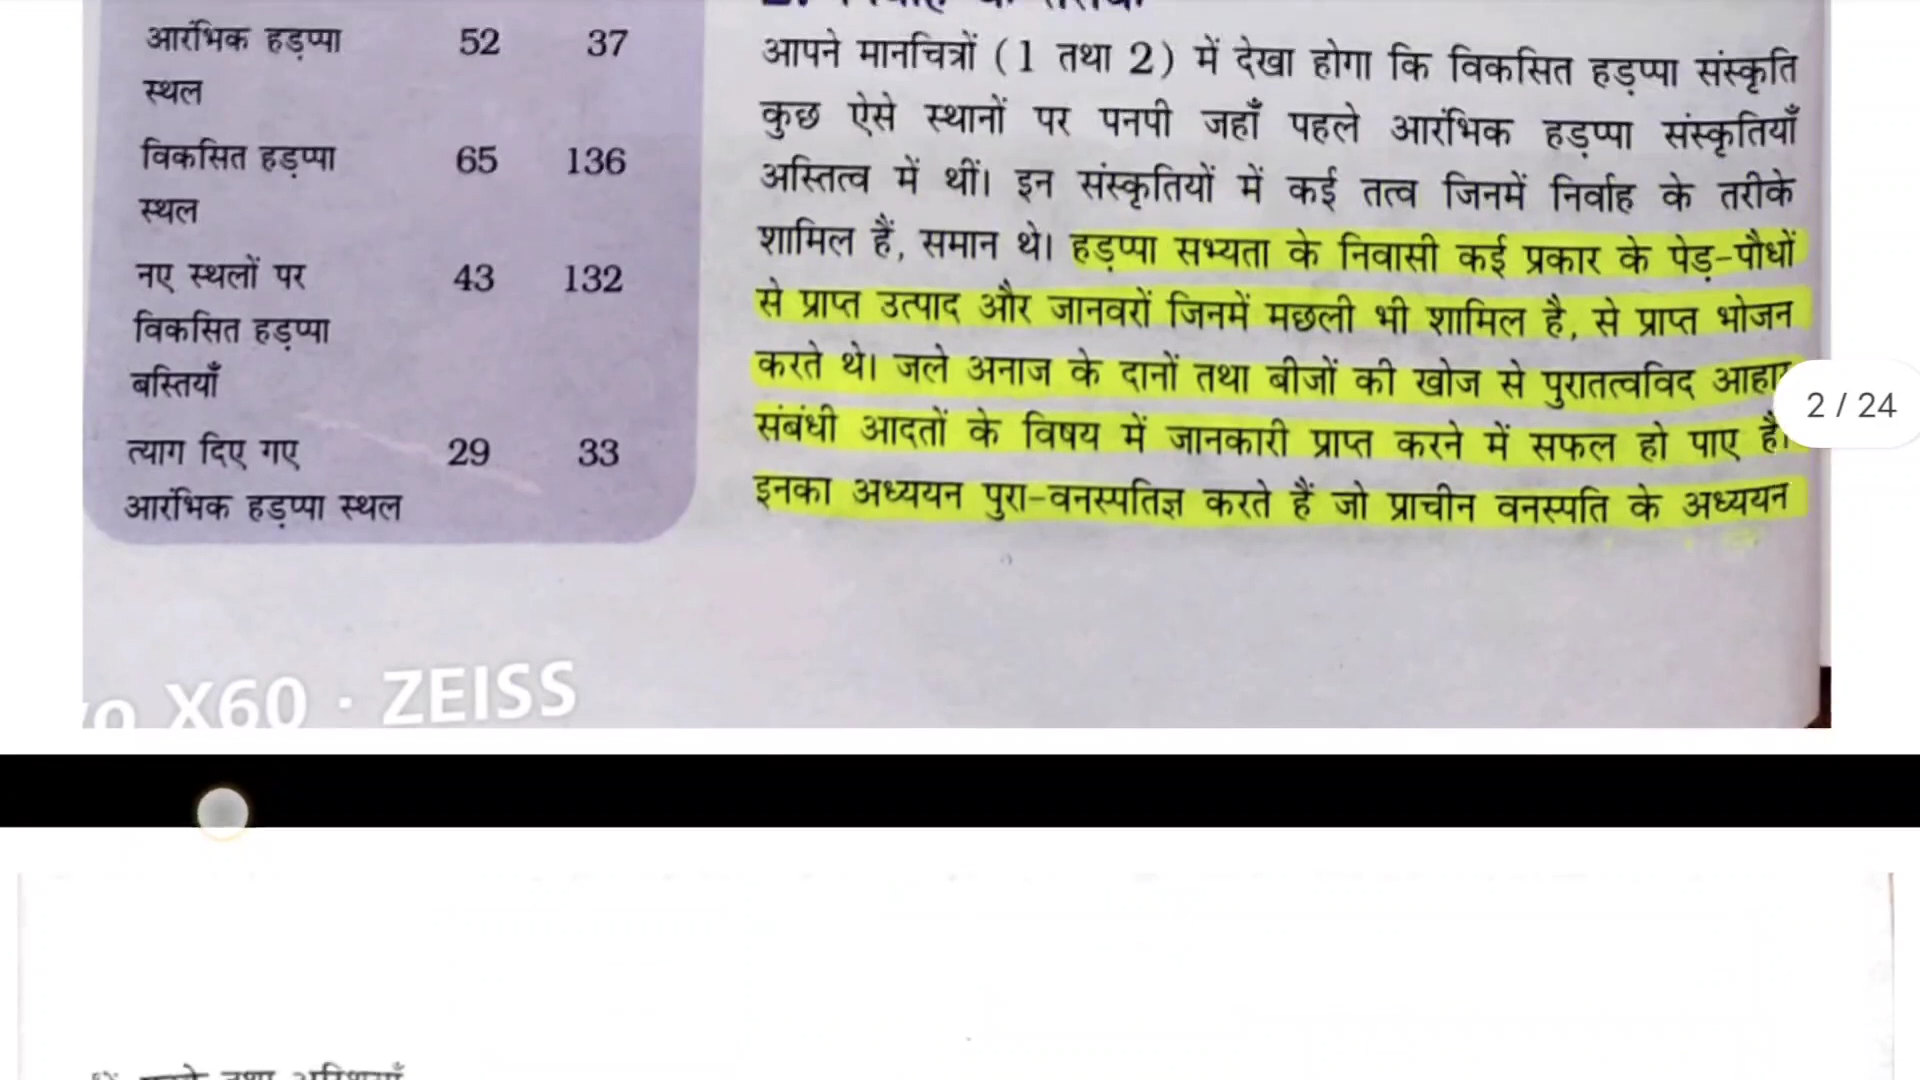 आरंभिक हड़प्पा 52 37
स्थल
विकसित हड़प्पा 65 136
स्थल
नए स्थलों पर 43 132
विकसित हड़प्पा
बस्तियाँ
त्याग दिए गए 29 33
आरंभिक हड़प्पा स्थल
आपने मानचित्रों (1 तथा 2) में देखा होगा कि विकसित हड़प्पा संस्कृति
कुछ ऐसे स्थानों पर पनपी जहाँ पहले आरंभिक हड़प्पा संस्कृतियाँ
अस्तित्व में थीं। इन संस्कृतियों में कई तत्व जिनमें निर्वाह के तरीके
शामिल हैं, समान थे। हड़प्पा सभ्यता के निवासी कई प्रकार के पेड़-पौधों
से प्राप्त उत्पाद और जानवरों जिनमें मछली भी शामिल है, से प्राप्त भोजन
करते थे। जले अनाज के दानों तथा बीजों की खोज से पुरातत्वविद आहार
संबंधी आदतों के विषय में जानकारी प्राप्त करने में सफल हो पाए हैं।
इनका अध्ययन पुरा-वनस्पतिज्ञ करते हैं जो प्राचीन वनस्पति के अध्ययन
2 / 24
X60 · ZEISS